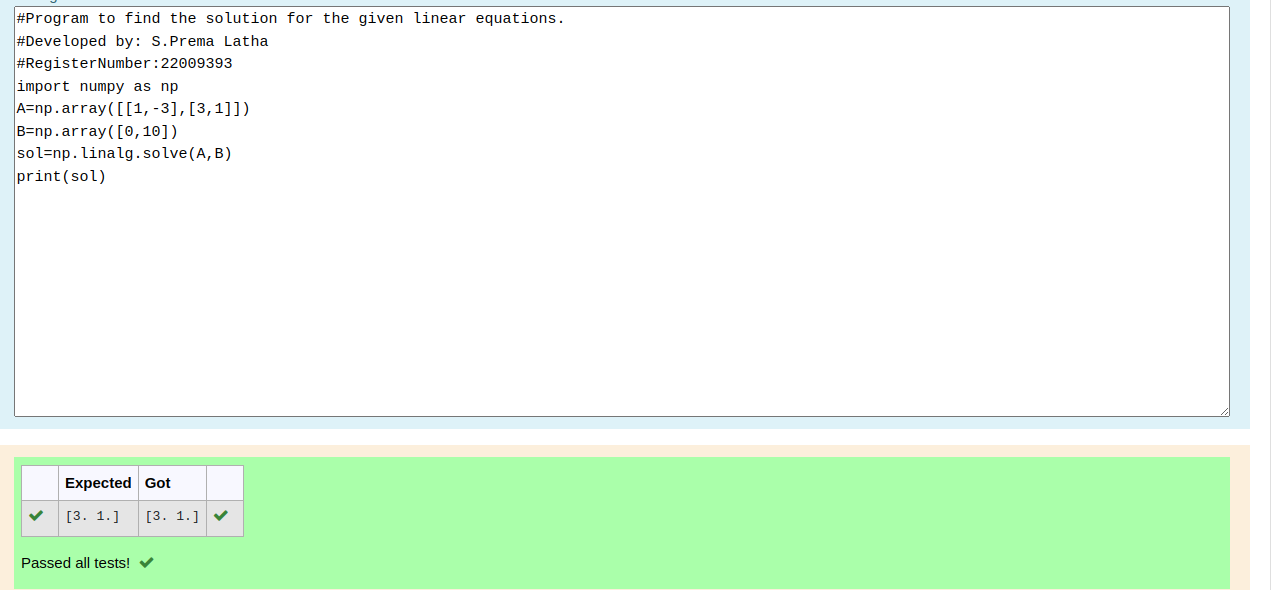 #Program to find the solution for the given linear equations.
#Developed by: S.Prema Latha
#RegisterNumber:22009393
import numpy as np
A=np.array([[1,-3],[3,1]])
B=np.array([0,10])
sol=np.linalg.solve(A,B)
print(sol)
Expected Got
[3. 1.] [3. 1.]
Passed all tests!